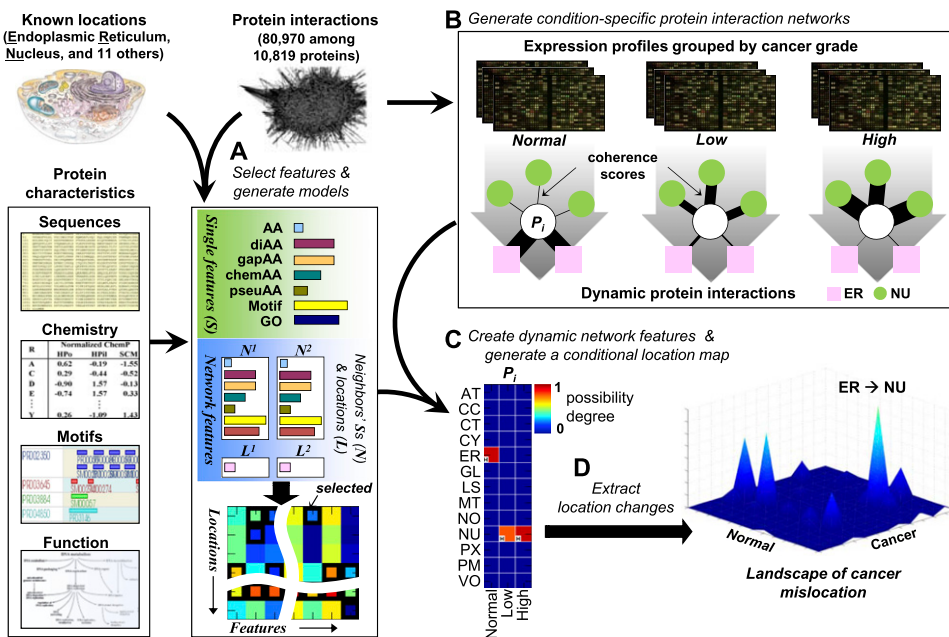 Known locations
(Endoplasmic Reticulum,
Nucleus, and 11 others)
Protein interactions
(80,970 among
10,819 proteins)
B Generate condition-specific protein interaction networks
Expression profiles grouped by cancer grade
Normal
Low
High
coherence
scores
Pi
Dynamic protein interactions
ER
NU
A
Select features &
generate models
Protein
characteristics
Sequences
Chemistry
Normalized ChemP
R HPo HPil SCM
A 0.62 -0.19 -1.55
C 0.29 -0.44 -0.52
D -0.90 1.57 -0.13
E -0.74 1.57 0.33
Y 0.26 -1.09 1.43
Motifs
PR002350
PR003645
PR003884
PR004850
Function
Single features (S)
AA
diAA
gapAA
chemAA
pseuAA
Motif
GO
Network features
N1
N2
L1
L2
Neighbors' Ss (N)
& locations (L)
selected
Locations
Features
C Create dynamic network features &
generate a conditional location map
Pi
AT
CC
CT
CY
ER
GL
LS
MT
NO
NU
PX
PM
VO
Normal
Low
High
1
possibility
degree
0
D
Extract
location changes
ER → NU
Normal
Cancer
Landscape of cancer
mislocation